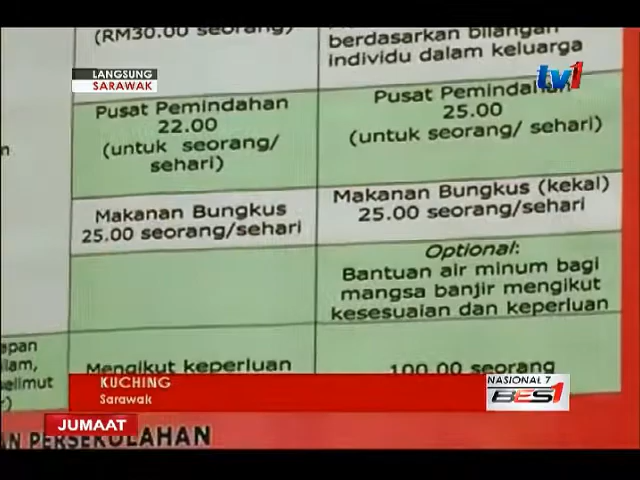 (RM30.00 seorang/sehari)
berdasarkan bilangan
individu dalam keluarga
LANGSUNG
SARAWAK
tv1
Pusat Pemindahan
22.00
(untuk seorang/
sehari)
Pusat Pemindahan
25.00
(untuk seorang/ sehari)
Makanan Bungkus
25.00 seorang/sehari
Makanan Bungkus (kekal)
25.00 seorang/sehari
Optional:
Bantuan air minum bagi
mangsa banjir mengikut
kesesuaian dan keperluan
Mengikut keperluan
100.00 seorang
KUCHING
Sarawak
NASIONAL 7
BES1
JUMAAT
PERSEKOLAHAN